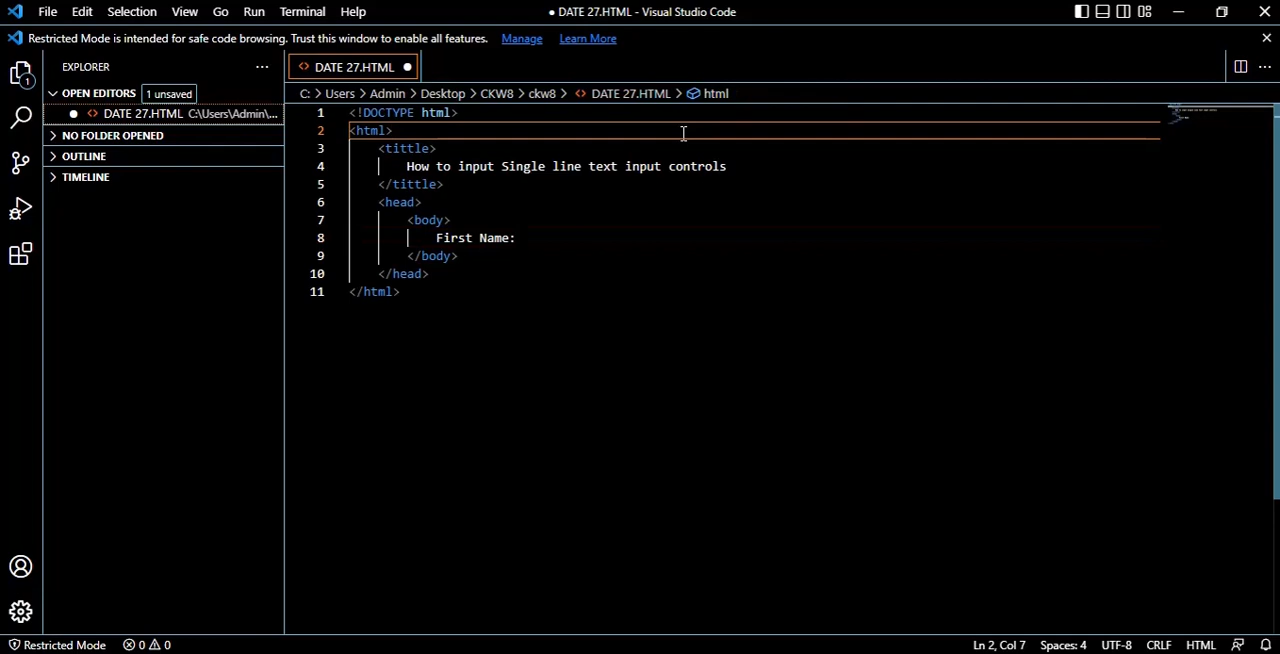 File Edit Selection View Go Run Terminal Help
● DATE 27.HTML - Visual Studio Code
Restricted Mode is intended for safe code browsing. Trust this window to enable all features. Manage Learn More
EXPLORER ···
OPEN EDITORS 1 unsaved
● <> DATE 27.HTML C:\Users\Admin\...
NO FOLDER OPENED
OUTLINE
TIMELINE
1
<> DATE 27.HTML ●
C: > Users > Admin > Desktop > CKW8 > ckw8 > <> DATE 27.HTML > html
1 <!DOCTYPE html>
2 <html>
3 <tittle>
4 How to input Single line text input controls
5 </tittle>
6 <head>
7 <body>
8 First Name:
9 </body>
10 </head>
11 </html>
Restricted Mode 0 0 Ln 2, Col 7 Spaces: 4 UTF-8 CRLF HTML